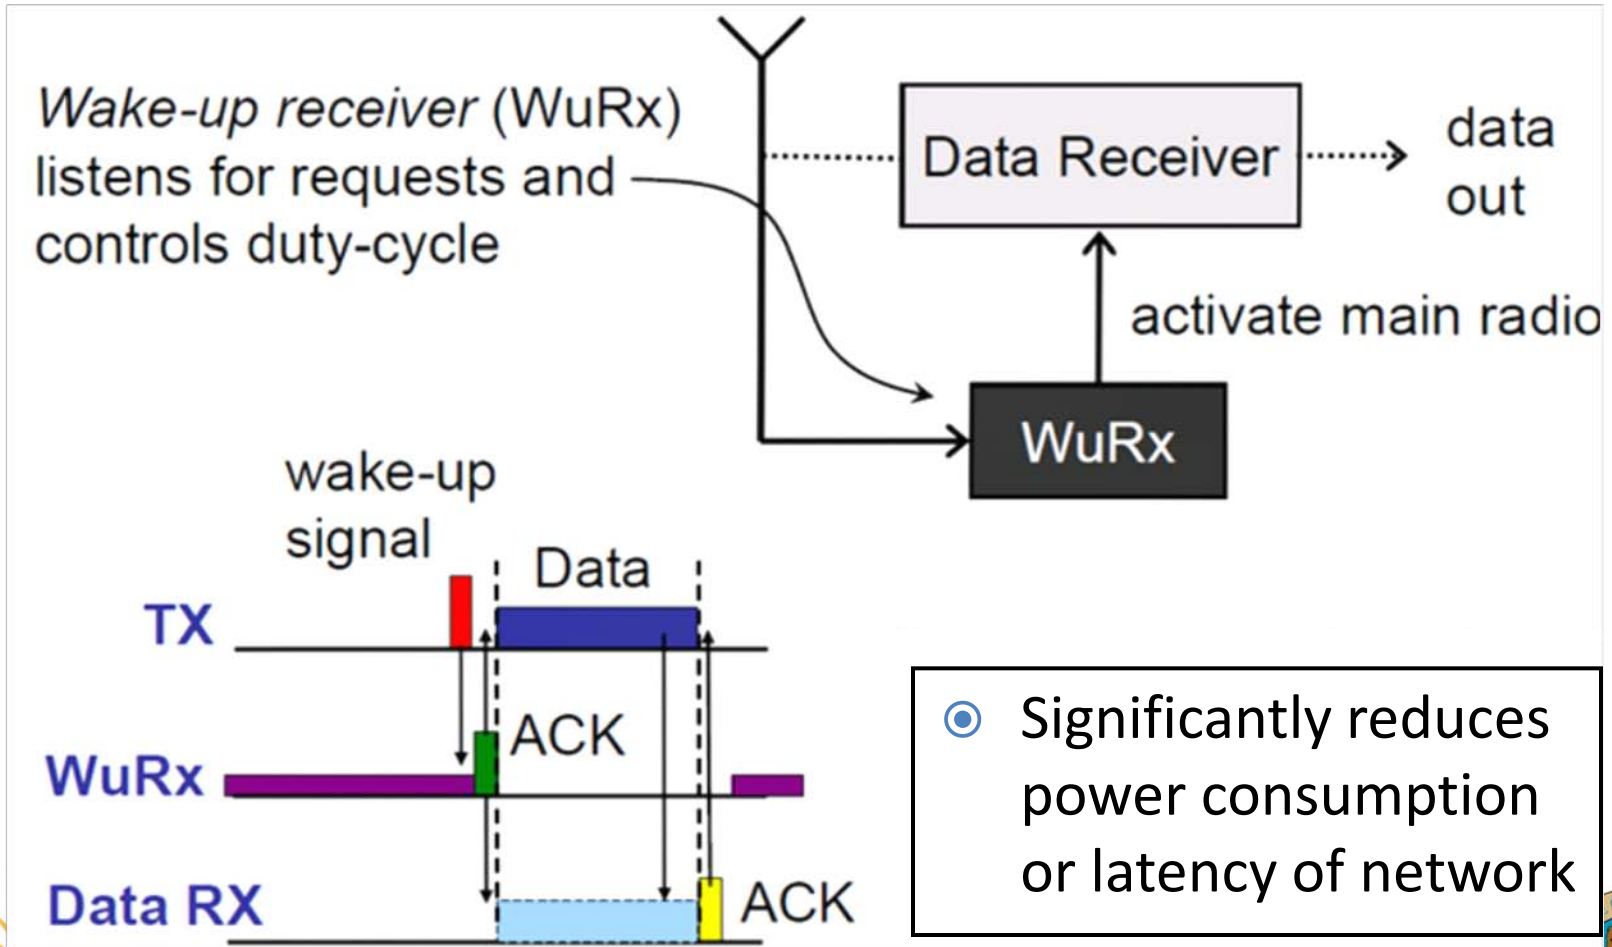 Wake-up receiver (WuRx)
listens for requests and
controls duty-cycle
Data Receiver
data
out
activate main radio
WuRx
wake-up
signal
Data
TX
ACK
WuRx
Data RX
ACK
Significantly reduces
power consumption
or latency of network